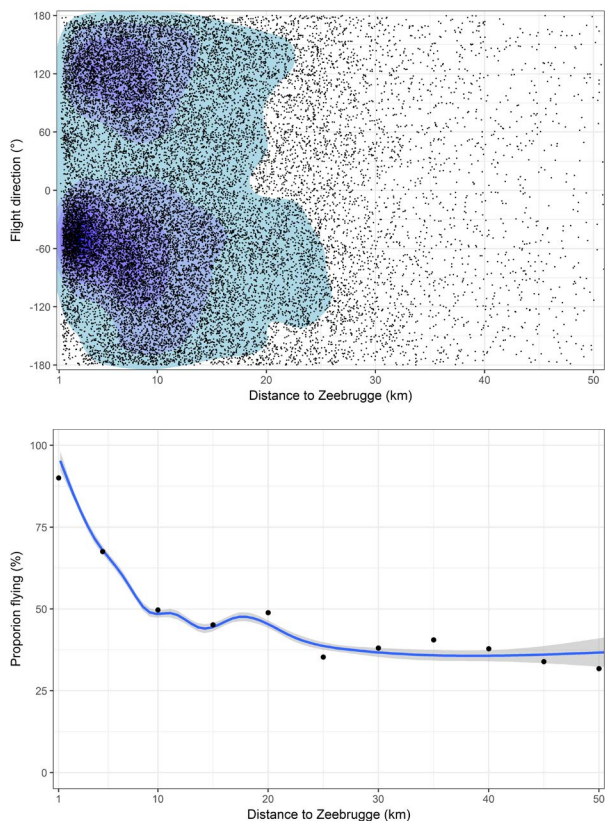 180
120
60
0
-60
-120
-180
Flight direction (°)
1 10 20 30 40 50
Distance to Zeebrugge (km)
100
75
50
25
0
Proporion flying (%)
1 10 20 30 40 50
Distance to Zeebrugge (km)